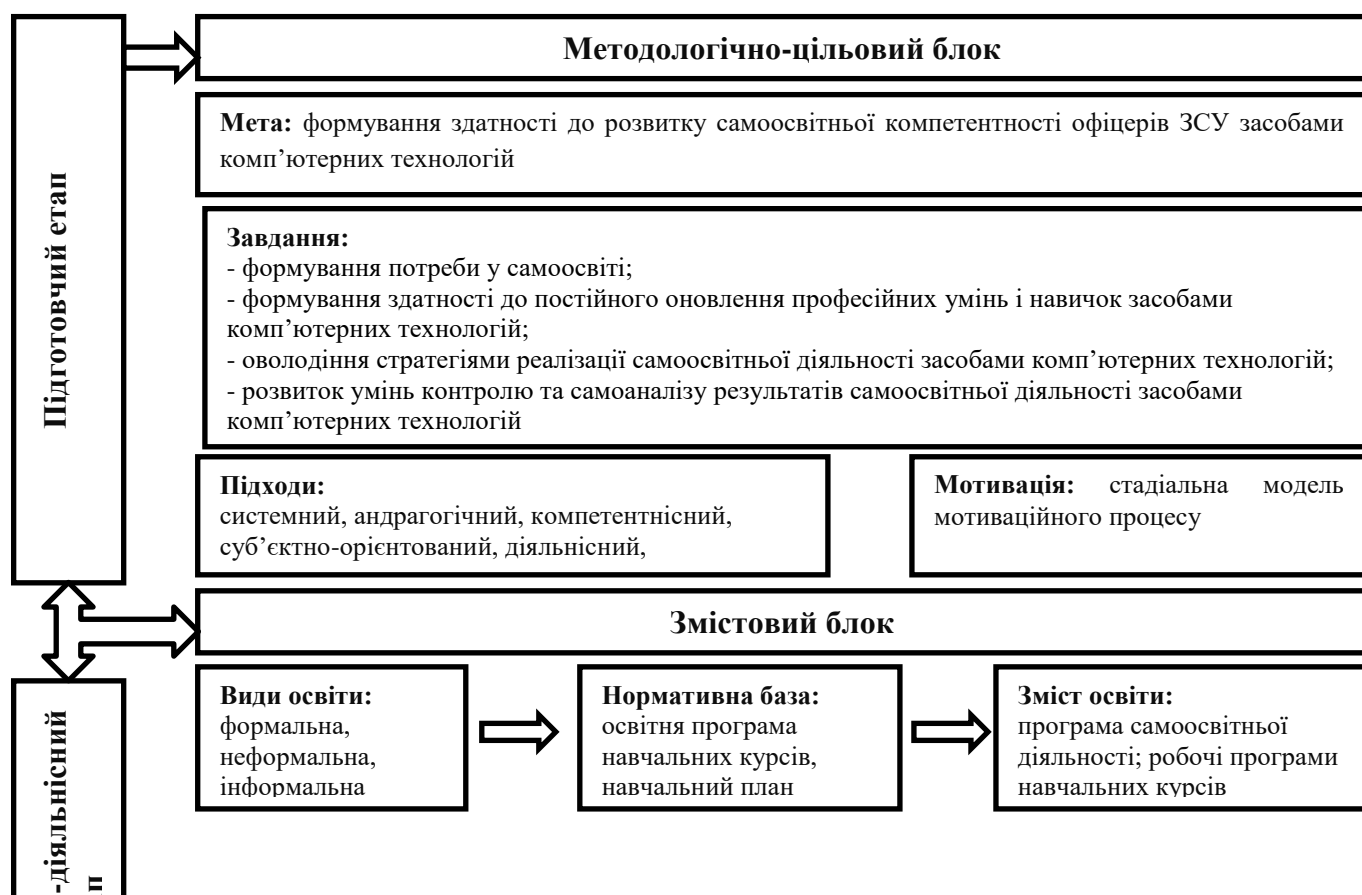 Підготовчий етап
Методологічно-цільовий блок
Мета: формування здатності до розвитку самоосвітньої компетентності офіцерів ЗСУ засобами
комп’ютерних технологій
Завдання:
- формування потреби у самоосвіті;
- формування здатності до постійного оновлення професійних умінь і навичок засобами
комп’ютерних технологій;
- оволодіння стратегіями реалізації самоосвітньої діяльності засобами комп’ютерних технологій;
- розвиток умінь контролю та самоаналізу результатів самоосвітньої діяльності засобами
комп’ютерних технологій
Підходи:
системний, андрагогічний, компетентнісний,
суб’єктно-орієнтований, діяльнісний,
Мотивація: стадіальна модель
мотиваційного процесу
Змістовий блок
Види освіти:
формальна,
неформальна,
інформальна
Нормативна база:
освітня програма
навчальних курсів,
навчальний план
Зміст освіти:
програма самоосвітньої
діяльності; робочі програми
навчальних курсів
-діяльнісний